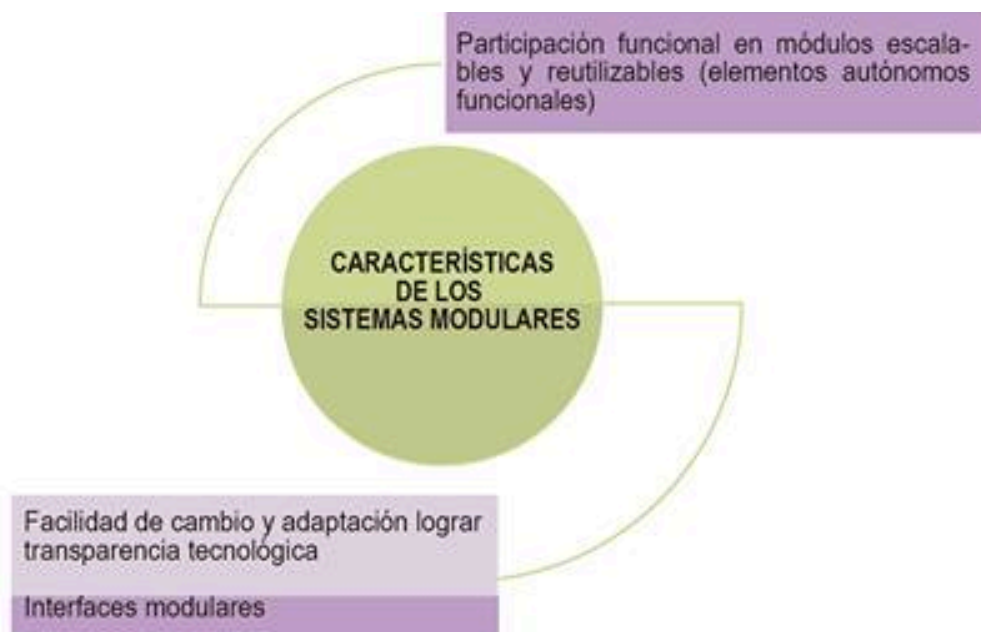 Participación funcional en módulos escala-
bles y reutilizables (elementos autónomos
funcionales)
CARACTERÍSTICAS
DE LOS
SISTEMAS MODULARES
Facilidad de cambio y adaptación lograr
transparencia tecnológica
Interfaces modulares